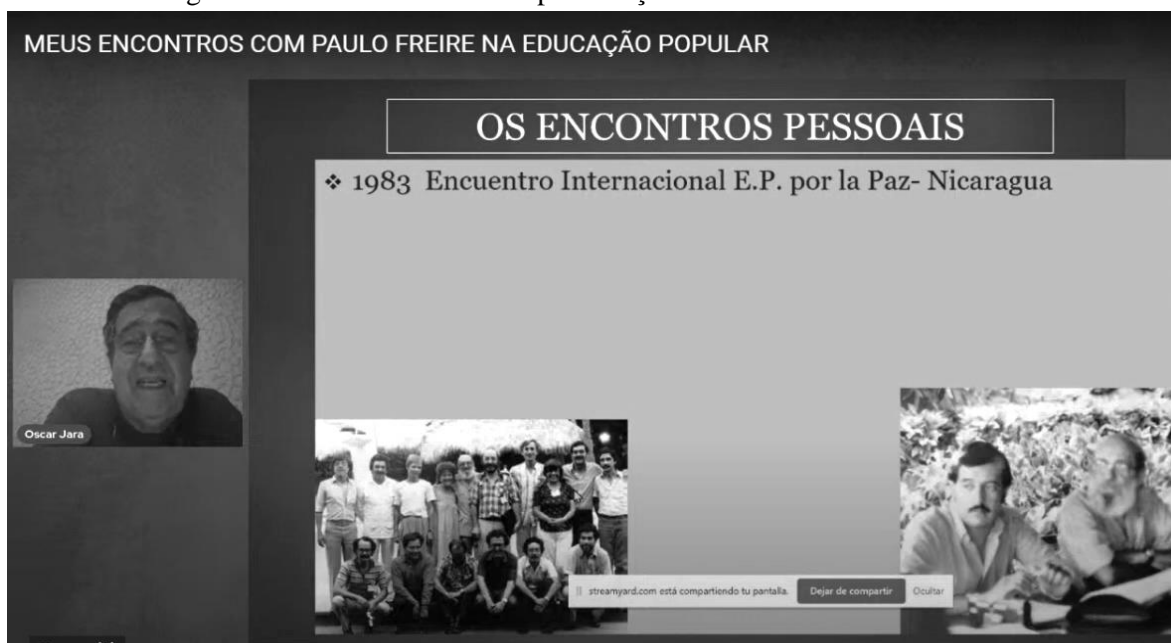 MEUS ENCONTROS COM PAULO FREIRE NA EDUCAÇÃO POPULAR
OS ENCONTROS PESSOAIS
❖ 1983 Encuentro Internacional E.P. por la Paz- Nicaragua
Oscar Jara
streamyard.com está compartiendo tu pantalla. Dejar de compartir Ocultar